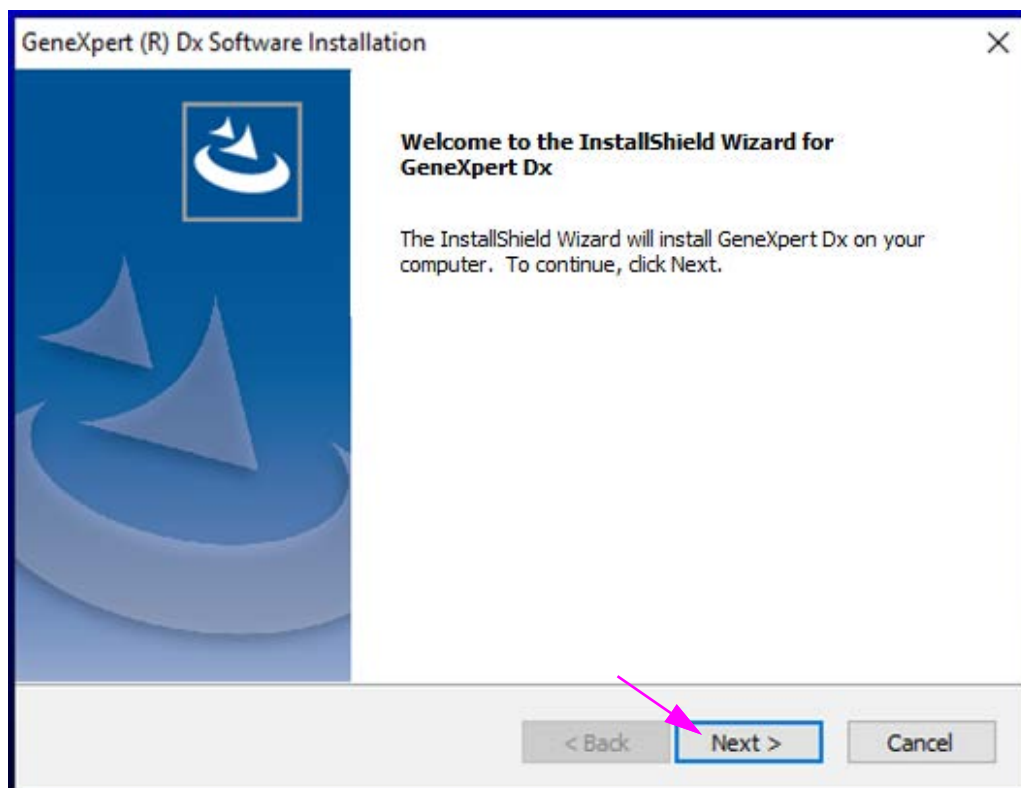 GeneXpert (R) Dx Software Installation
Welcome to the InstallShield Wizard for
GeneXpert Dx
The InstallShield Wizard will install GeneXpert Dx on your
computer.  To continue, click Next.
< Back
Next >
Cancel